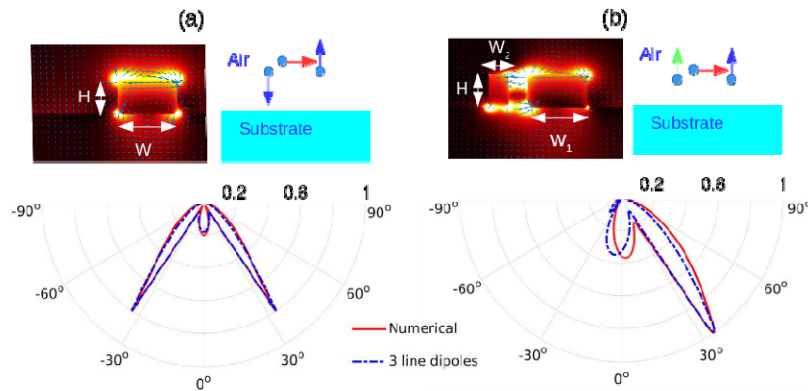 (a)
(b)
Air
H
W
Substrate
W2
Air
H
W1
Substrate
0.2 0.6 1
0.2 0.6 1
-90° 90°
-90° 90°
-60° 60°
-60° 60°
-30° 30°
-30° 30°
0°
0°
Numerical
3 line dipoles